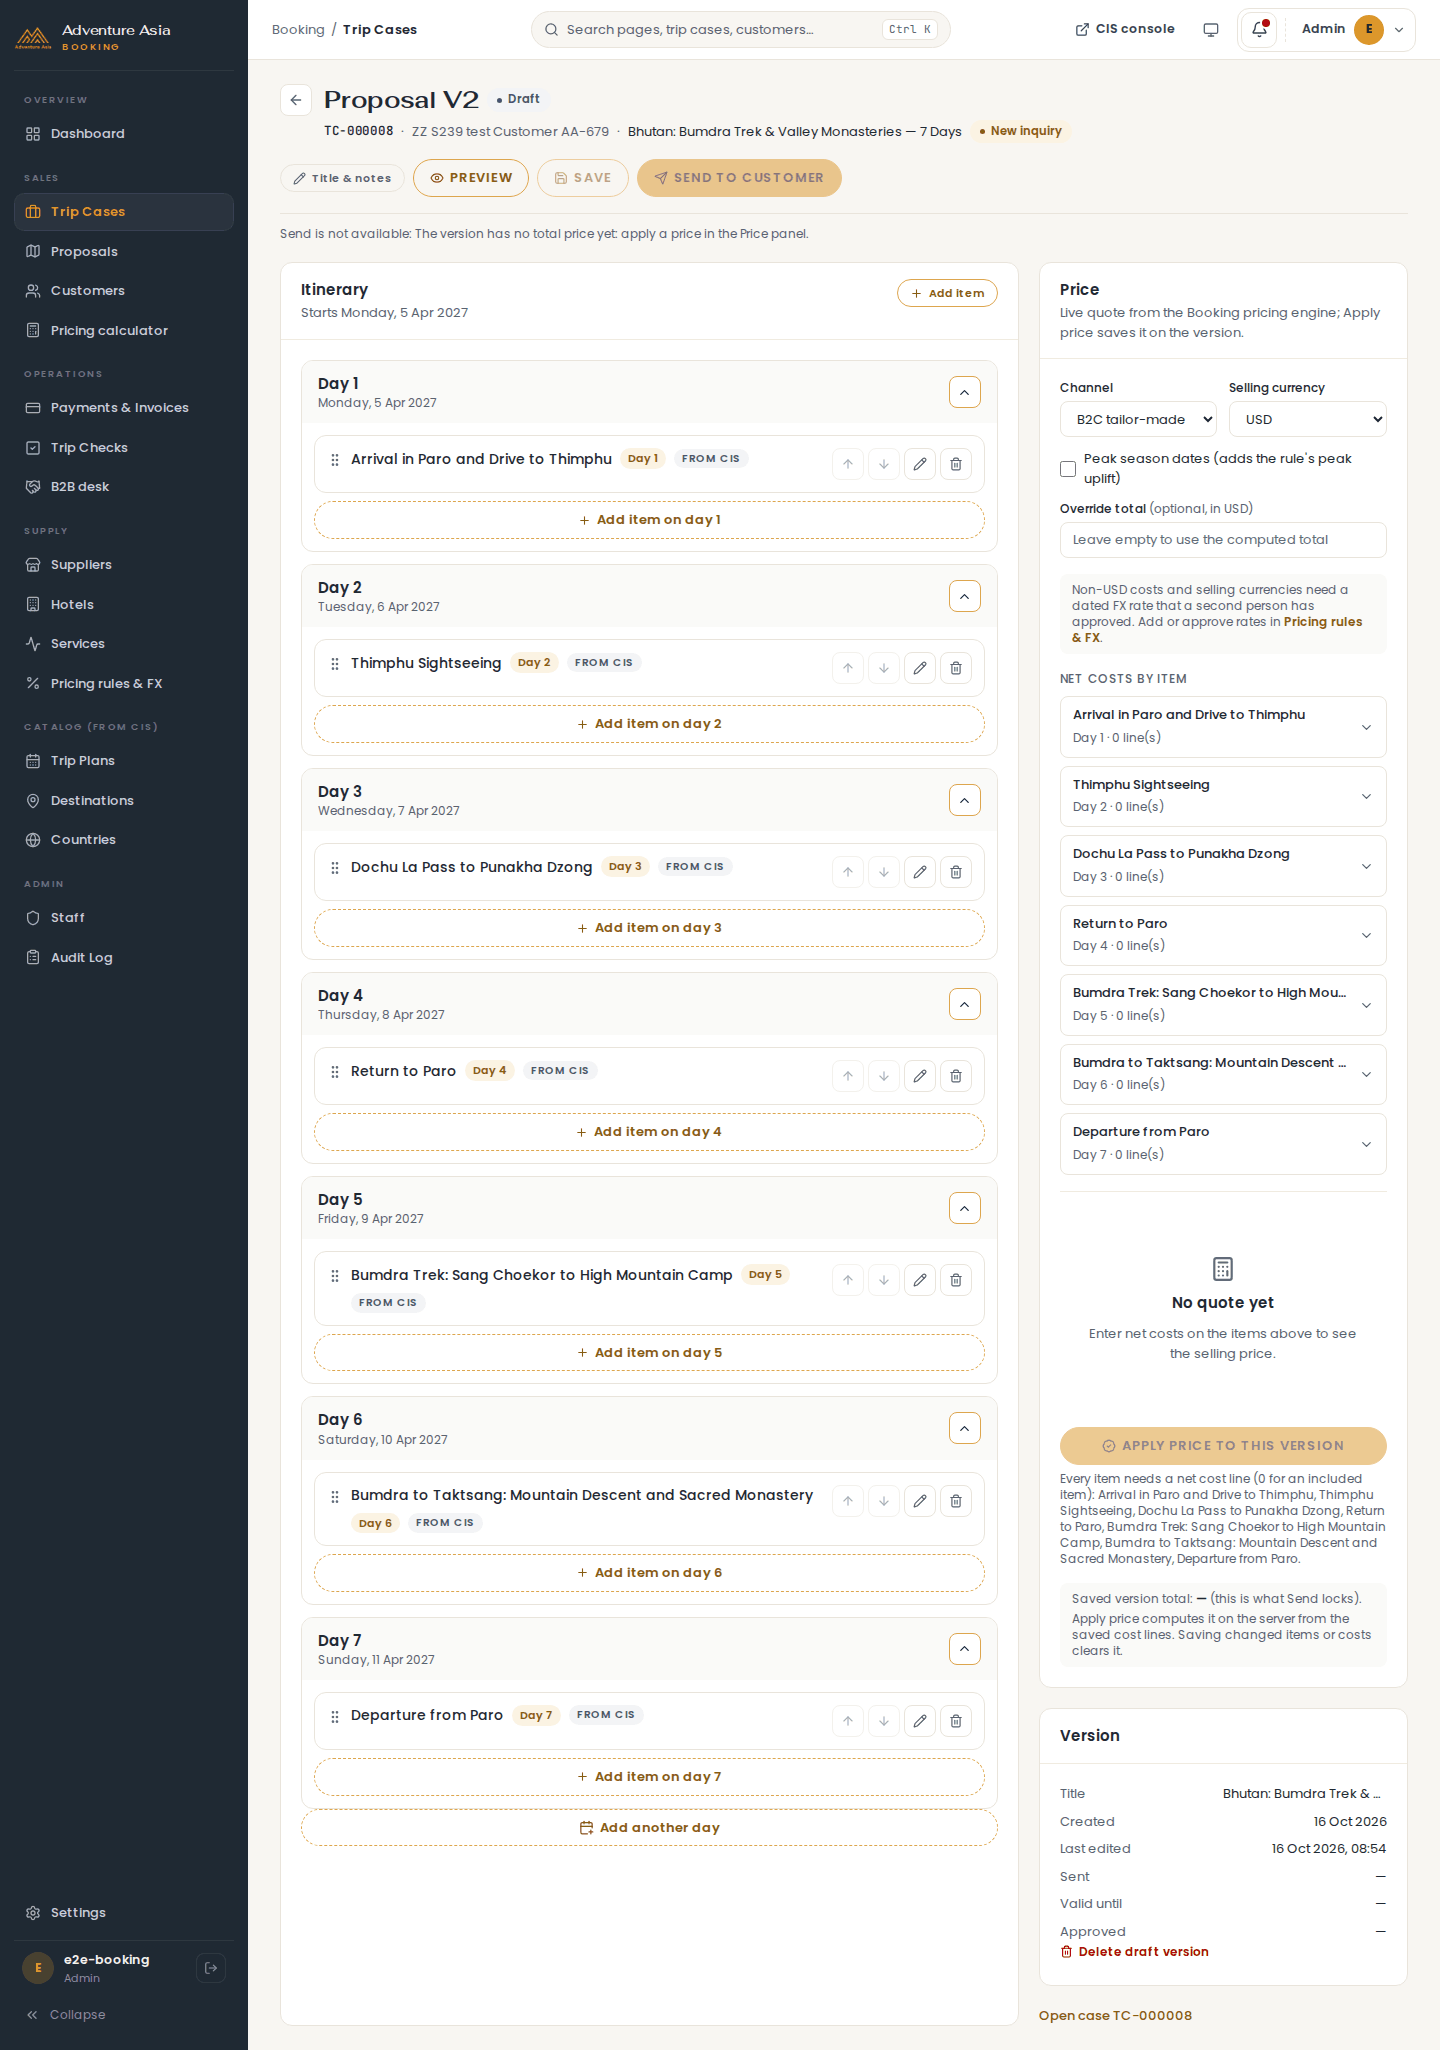 Adventure Asia
BOOKING
OVERVIEW
Dashboard
SALES
Trip Cases
Proposals
Customers
Pricing calculator
OPERATIONS
Payments & Invoices
Trip Checks
B2B desk
SUPPLY
Suppliers
Hotels
Services
Pricing rules & FX
CATALOG (FROM CIS)
Trip Plans
Destinations
Countries
ADMIN
Staff
Audit Log
Settings
E
e2e-booking
Admin
Collapse
Booking / Trip Cases
Search pages, trip cases, customers…
Ctrl K
CIS console
Admin
E
Proposal V2
Draft
TC-000008 · ZZ S239 test Customer AA-679 · Bhutan: Bumdra Trek & Valley Monasteries — 7 Days
New inquiry
Title & notes
PREVIEW
SAVE
SEND TO CUSTOMER
Send is not available: The version has no total price yet: apply a price in the Price panel.
Itinerary
Starts Monday, 5 Apr 2027
Add item
Day 1
Monday, 5 Apr 2027
Arrival in Paro and Drive to Thimphu Day 1 FROM CIS
Add item on day 1
Day 2
Tuesday, 6 Apr 2027
Thimphu Sightseeing Day 2 FROM CIS
Add item on day 2
Day 3
Wednesday, 7 Apr 2027
Dochu La Pass to Punakha Dzong Day 3 FROM CIS
Add item on day 3
Day 4
Thursday, 8 Apr 2027
Return to Paro Day 4 FROM CIS
Add item on day 4
Day 5
Friday, 9 Apr 2027
Bumdra Trek: Sang Choekor to High Mountain Camp Day 5
FROM CIS
Add item on day 5
Day 6
Saturday, 10 Apr 2027
Bumdra to Taktsang: Mountain Descent and Sacred Monastery
Day 6 FROM CIS
Add item on day 6
Day 7
Sunday, 11 Apr 2027
Departure from Paro Day 7 FROM CIS
Add item on day 7
Add another day
Price
Live quote from the Booking pricing engine; Apply
price saves it on the version.
Channel
Selling currency
B2C tailor-made
USD
Peak season dates (adds the rule's peak
uplift)
Override total (optional, in USD)
Leave empty to use the computed total
Non-USD costs and selling currencies need a
dated FX rate that a second person has
approved. Add or approve rates in Pricing rules
& FX.
NET COSTS BY ITEM
Arrival in Paro and Drive to Thimphu
Day 1 · 0 line(s)
Thimphu Sightseeing
Day 2 · 0 line(s)
Dochu La Pass to Punakha Dzong
Day 3 · 0 line(s)
Return to Paro
Day 4 · 0 line(s)
Bumdra Trek: Sang Choekor to High Mou…
Day 5 · 0 line(s)
Bumdra to Taktsang: Mountain Descent …
Day 6 · 0 line(s)
Departure from Paro
Day 7 · 0 line(s)
No quote yet
Enter net costs on the items above to see
the selling price.
APPLY PRICE TO THIS VERSION
Every item needs a net cost line (0 for an included
item): Arrival in Paro and Drive to Thimphu, Thimphu
Sightseeing, Dochu La Pass to Punakha Dzong, Return
to Paro, Bumdra Trek: Sang Choekor to High Mountain
Camp, Bumdra to Taktsang: Mountain Descent and
Sacred Monastery, Departure from Paro.
Saved version total: — (this is what Send locks).
Apply price computes it on the server from the
saved cost lines. Saving changed items or costs
clears it.
Version
Title Bhutan: Bumdra Trek & …
Created 16 Oct 2026
Last edited 16 Oct 2026, 08:54
Sent —
Valid until —
Approved —
Delete draft version
Open case TC-000008